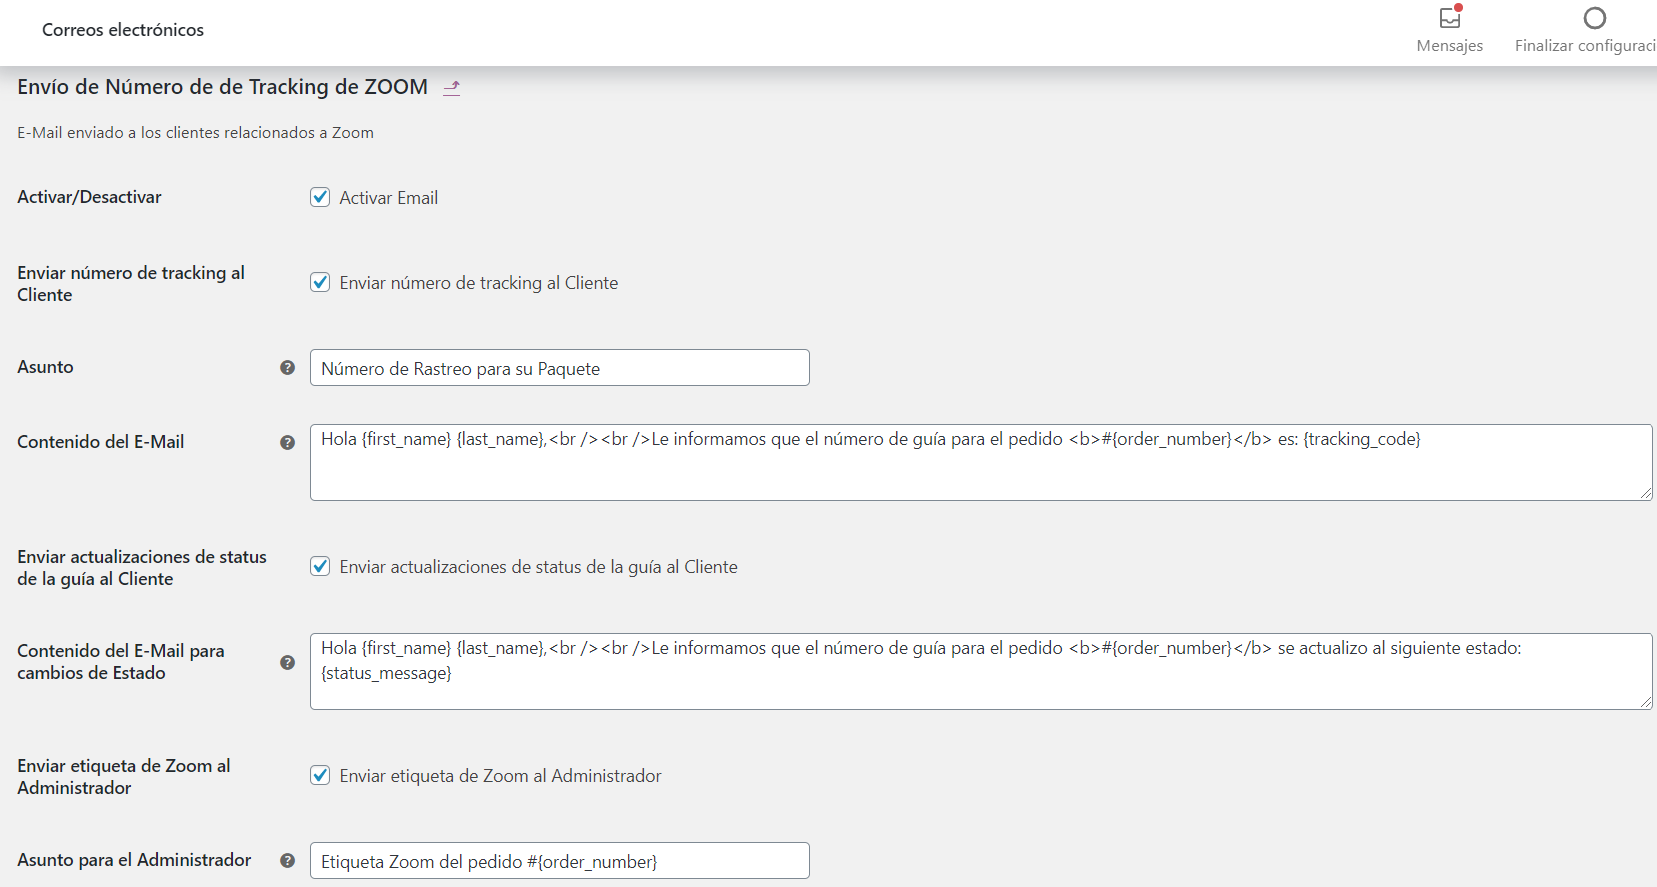 Correos electrónicos
Mensajes
Finalizar configuraci
Envío de Número de de Tracking de ZOOM
E-Mail enviado a los clientes relacionados a Zoom
Activar/Desactivar
Activar Email
Enviar número de tracking al
Cliente
Enviar número de tracking al Cliente
Asunto
Número de Rastreo para su Paquete
Contenido del E-Mail
Hola {first_name} {last_name},<br /><br />Le informamos que el número de guía para el pedido <b>#{order_number}</b> es: {tracking_code}
Enviar actualizaciones de status
de la guía al Cliente
Enviar actualizaciones de status de la guía al Cliente
Contenido del E-Mail para
cambios de Estado
Hola {first_name} {last_name},<br /><br />Le informamos que el número de guía para el pedido <b>#{order_number}</b> se actualizo al siguiente estado:
{status_message}
Enviar etiqueta de Zoom al
Administrador
Enviar etiqueta de Zoom al Administrador
Asunto para el Administrador
Etiqueta Zoom del pedido #{order_number}